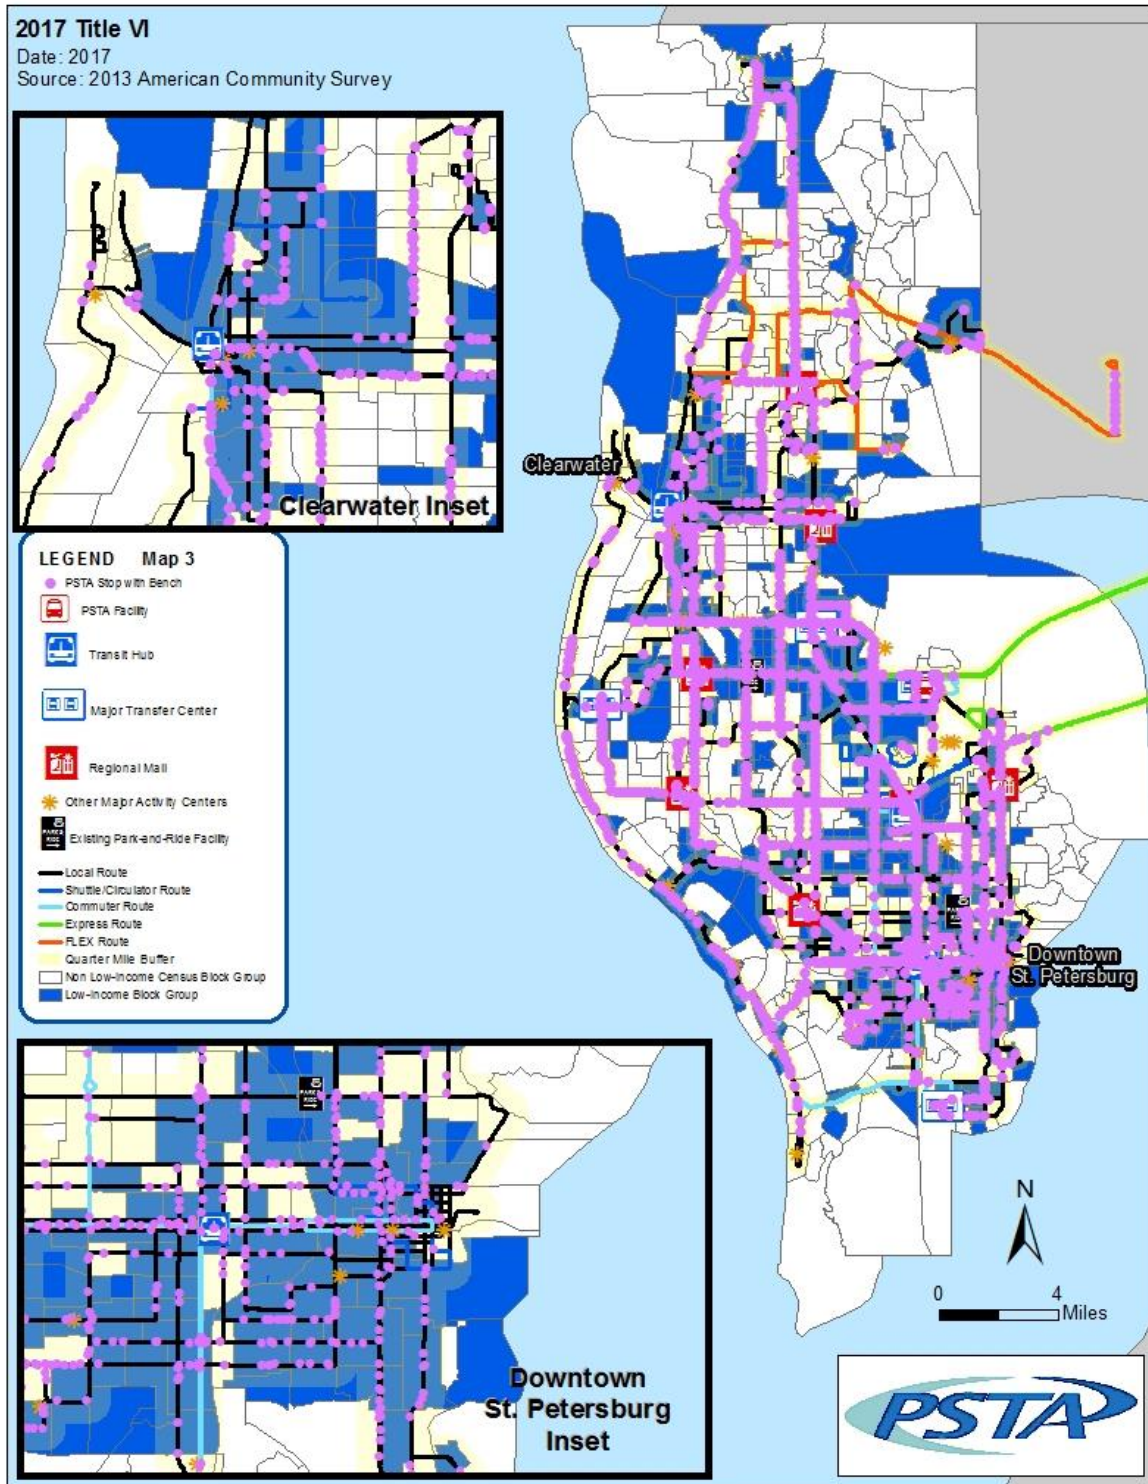 2017 Title VI
Date: 2017
Source: 2013 American Community Survey
Clearwater Inset
Clearwater
LEGEND Map 3
PSTA Stop with Bench
PSTA Facility
Transit Hub
Major Transfer Center
Regional Mall
Other Major Activity Centers
PARK &
RIDE
Existing Park-and-Ride Facility
Local Route
Shuttle/Circulator Route
Commuter Route
Express Route
FLEX Route
Quarter Mile Buffer
Non Low-Income Census Block Group
Low-Income Block Group
Downtown
St. Petersburg
N
0 4
Miles
Downtown
St. Petersburg
Inset
PSTA